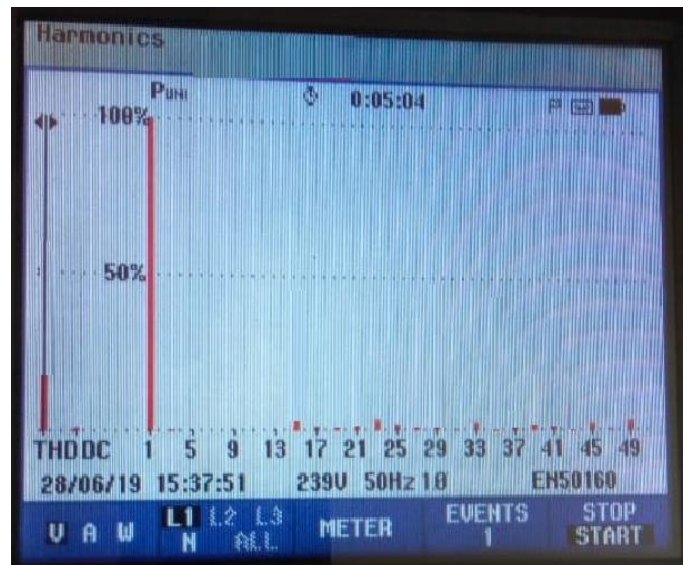 Harmonics
PUNI 0:05:04
100%
50%
THD DC 1 5 9 13 17 21 25 29 33 37 41 45 49
28/06/19 15:37:51 239V 50Hz 1Ø EN50160
V A W L1 L2 L3 METER EVENTS STOP
N ALL 1 START